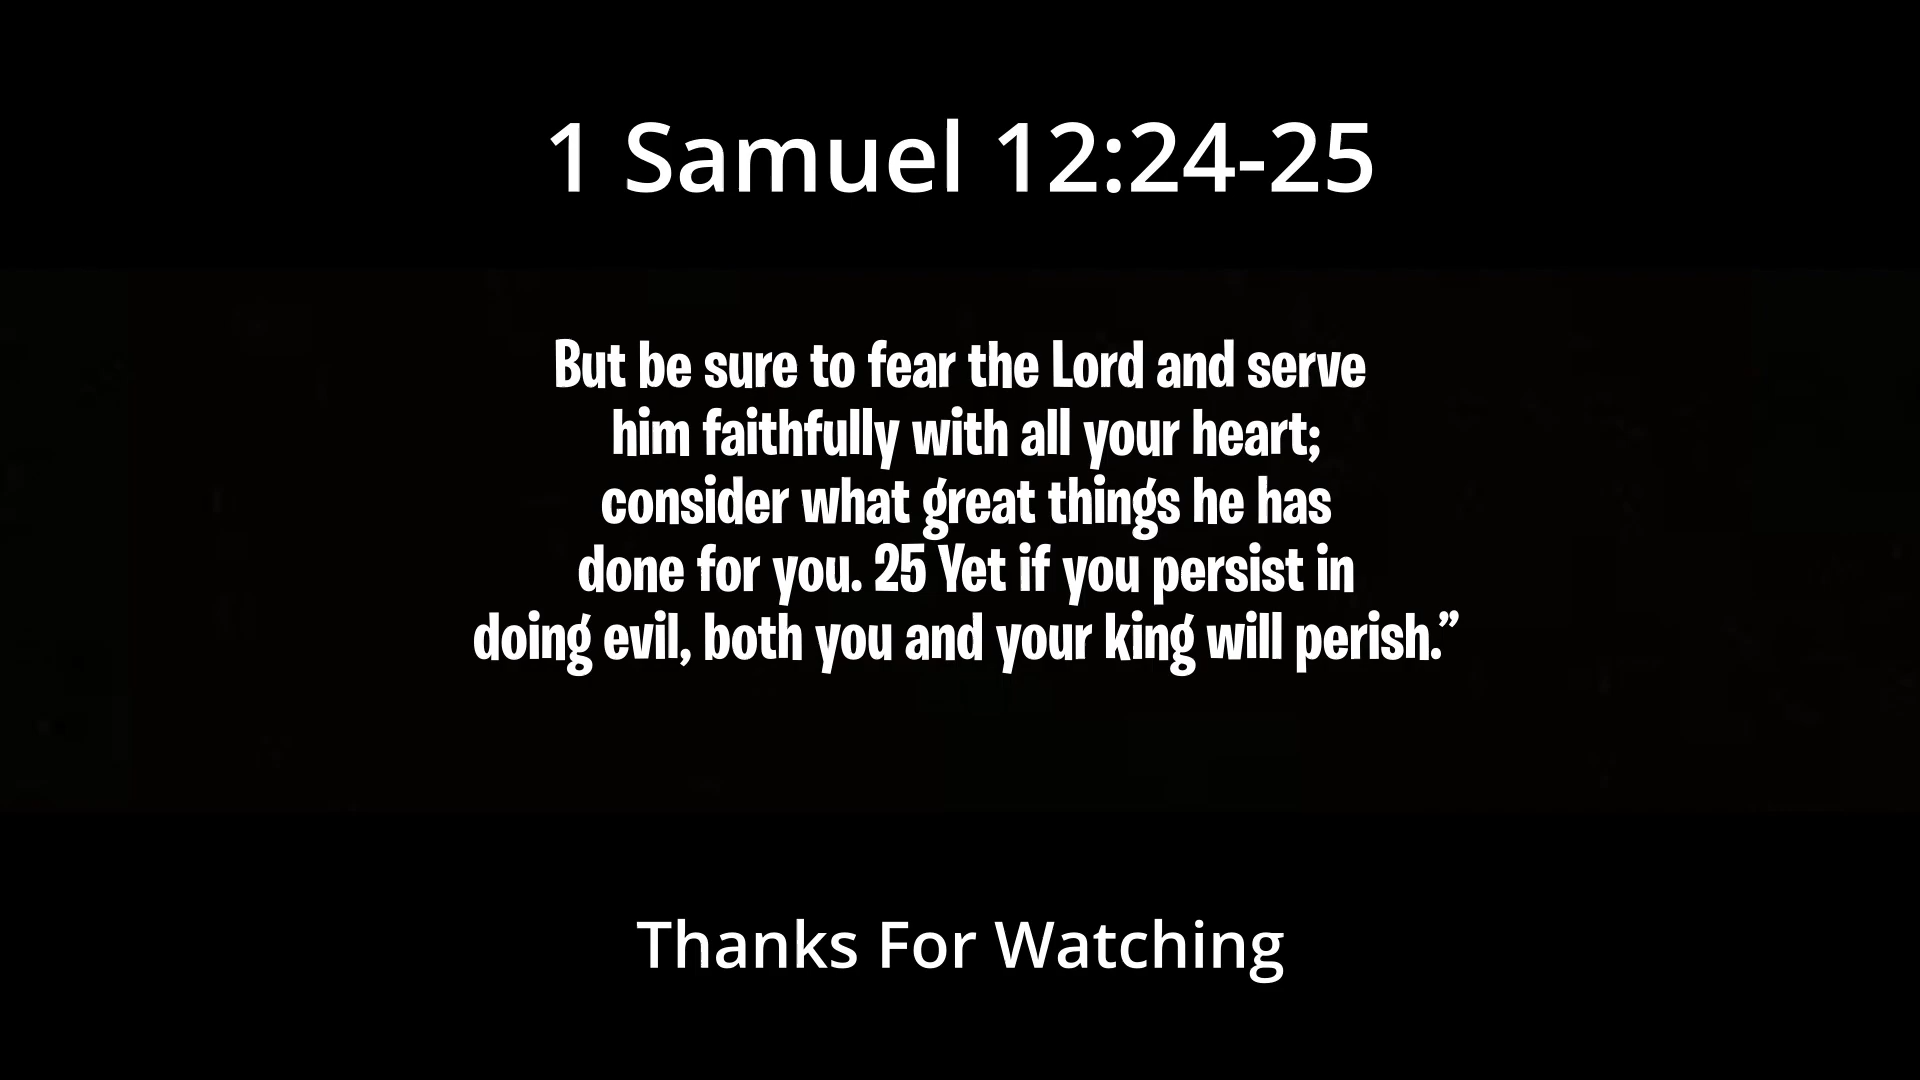 1 Samuel 12:24-25
But be sure to fear the Lord and serve
him faithfully with all your heart;
consider what great things he has
done for you. 25 Yet if you persist in
doing evil, both you and your king will perish.”
Thanks For Watching